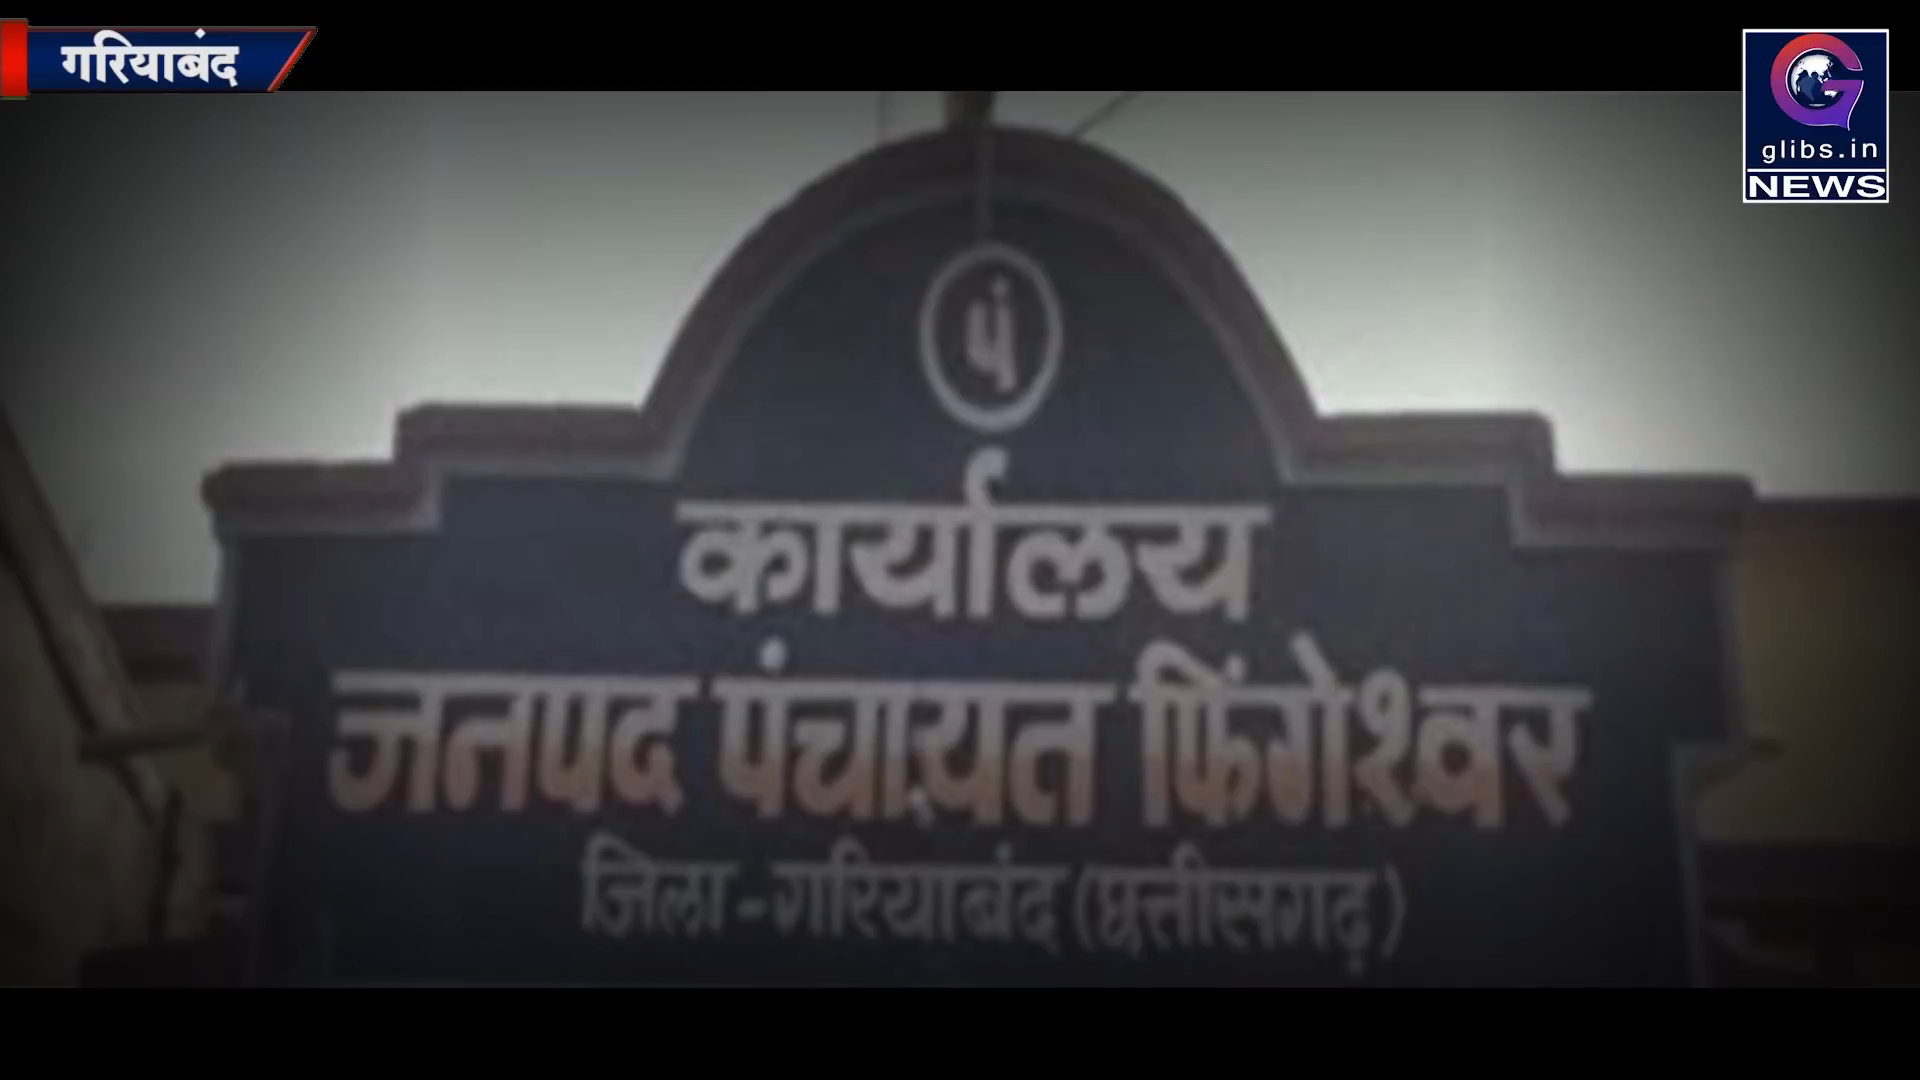 गरियाबंद
glibs.in
NEWS
पं
कार्यालय
जनपद पंचायत फिंगेश्वर
जिला-गरियाबंद (छत्तीसगढ़)